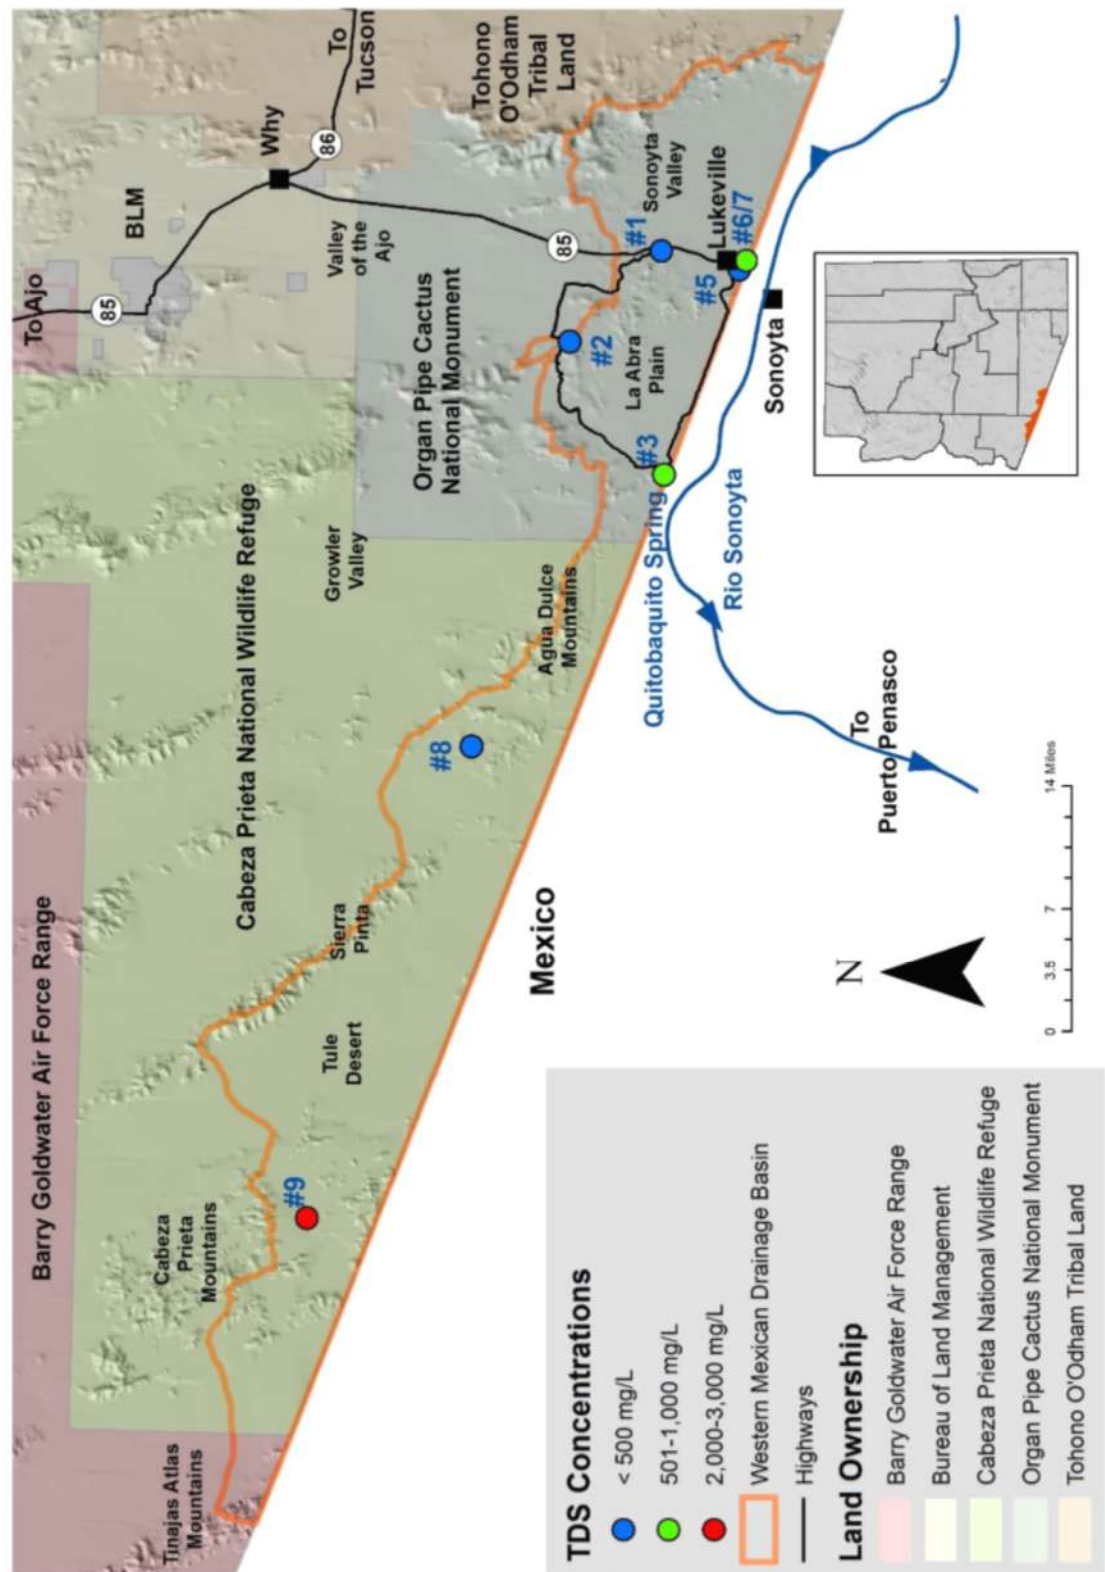 Barry Goldwater Air Force Range
To Ajo
85
BLM
Why
To
Tucson
86
Tinajas Atlas
Mountains
Cabeza
Prieta
Mountains
Cabeza Prieta National Wildlife Refuge
Valley
of the
Ajo
Growler
Valley
Tohono
O'Odham
Tribal
Land
Organ Pipe Cactus
National Monument
85
#9
Tule
Desert
Sierra
Pinta
#8
Agua Dulce
Mountains
#2
#1
Sonoyta
Valley
La Abra
Plain
#3
#5
Lukeville
#6/7
Quitobaquito Spring
Rio Sonoyta
Sonoyta
Mexico
To
Puerto Penasco
N
0
3.5
7
14 Miles
TDS Concentrations
< 500 mg/L
501-1,000 mg/L
2,000-3,000 mg/L
Western Mexican Drainage Basin
Highways
Land Ownership
Barry Goldwater Air Force Range
Bureau of Land Management
Cabeza Prieta National Wildlife Refuge
Organ Pipe Cactus National Monument
Tohono O'Odham Tribal Land